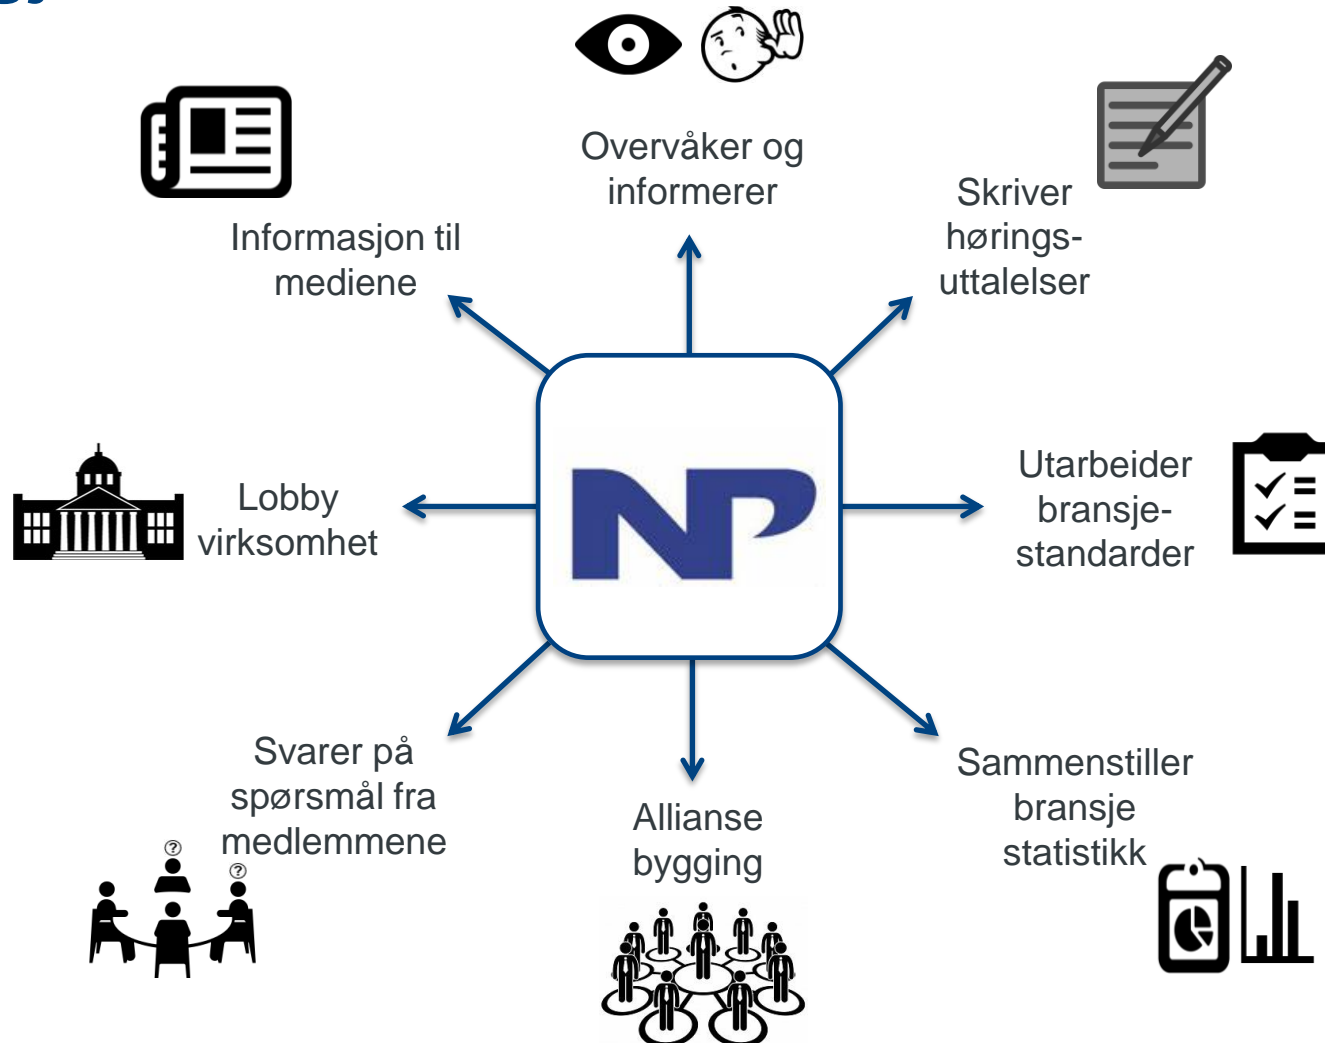 Overvåker og
informerer
Skriver
hørings-
uttalelser
Informasjon til
mediene
Utarbeider
bransje-
standarder
Lobby
virksomhet
NP
Svarer på
spørsmål fra
medlemmene
Allianse
bygging
Sammenstiller
bransje
statistikk
? ?